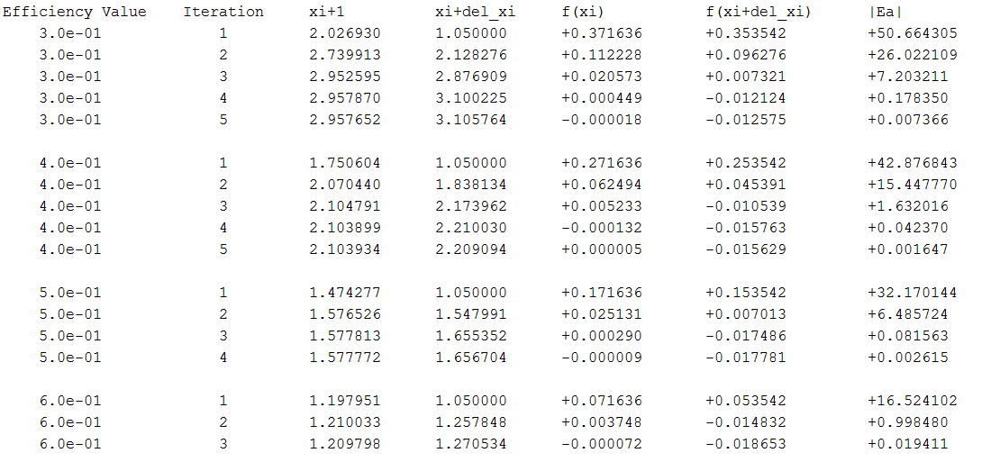 Efficiency Value Iteration xi+1 xi+del_xi f(xi) f(xi+del_xi) |Ea|
3.0e-01 1 2.026930 1.050000 +0.371636 +0.353542 +50.664305
3.0e-01 2 2.739913 2.128276 +0.112228 +0.096276 +26.022109
3.0e-01 3 2.952595 2.876909 +0.020573 +0.007321 +7.203211
3.0e-01 4 2.957870 3.100225 +0.000449 -0.012124 +0.178350
3.0e-01 5 2.957652 3.105764 -0.000018 -0.012575 +0.007366
4.0e-01 1 1.750604 1.050000 +0.271636 +0.253542 +42.876843
4.0e-01 2 2.070440 1.838134 +0.062494 +0.045391 +15.447770
4.0e-01 3 2.104791 2.173962 +0.005233 -0.010539 +1.632016
4.0e-01 4 2.103899 2.210030 -0.000132 -0.015763 +0.042370
4.0e-01 5 2.103934 2.209094 +0.000005 -0.015629 +0.001647
5.0e-01 1 1.474277 1.050000 +0.171636 +0.153542 +32.170144
5.0e-01 2 1.576526 1.547991 +0.025131 +0.007013 +6.485724
5.0e-01 3 1.577813 1.655352 +0.000290 -0.017486 +0.081563
5.0e-01 4 1.577772 1.656704 -0.000009 -0.017781 +0.002615
6.0e-01 1 1.197951 1.050000 +0.071636 +0.053542 +16.524102
6.0e-01 2 1.210033 1.257848 +0.003748 -0.014832 +0.998480
6.0e-01 3 1.209798 1.270534 -0.000072 -0.018653 +0.019411